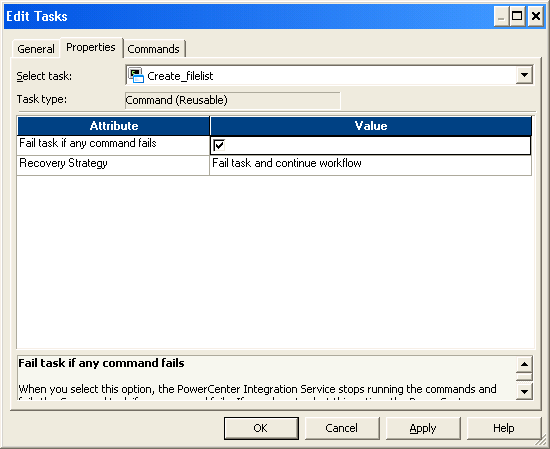 Edit Tasks
General Properties Commands
Select task: Create_filelist
Task type: Command (Reusable)
Attribute Value
Fail task if any command fails
Recovery Strategy Fail task and continue workflow
Fail task if any command fails
When you select this option, the PowerCenter Integration Service stops running the commands and
OK Cancel Apply Help